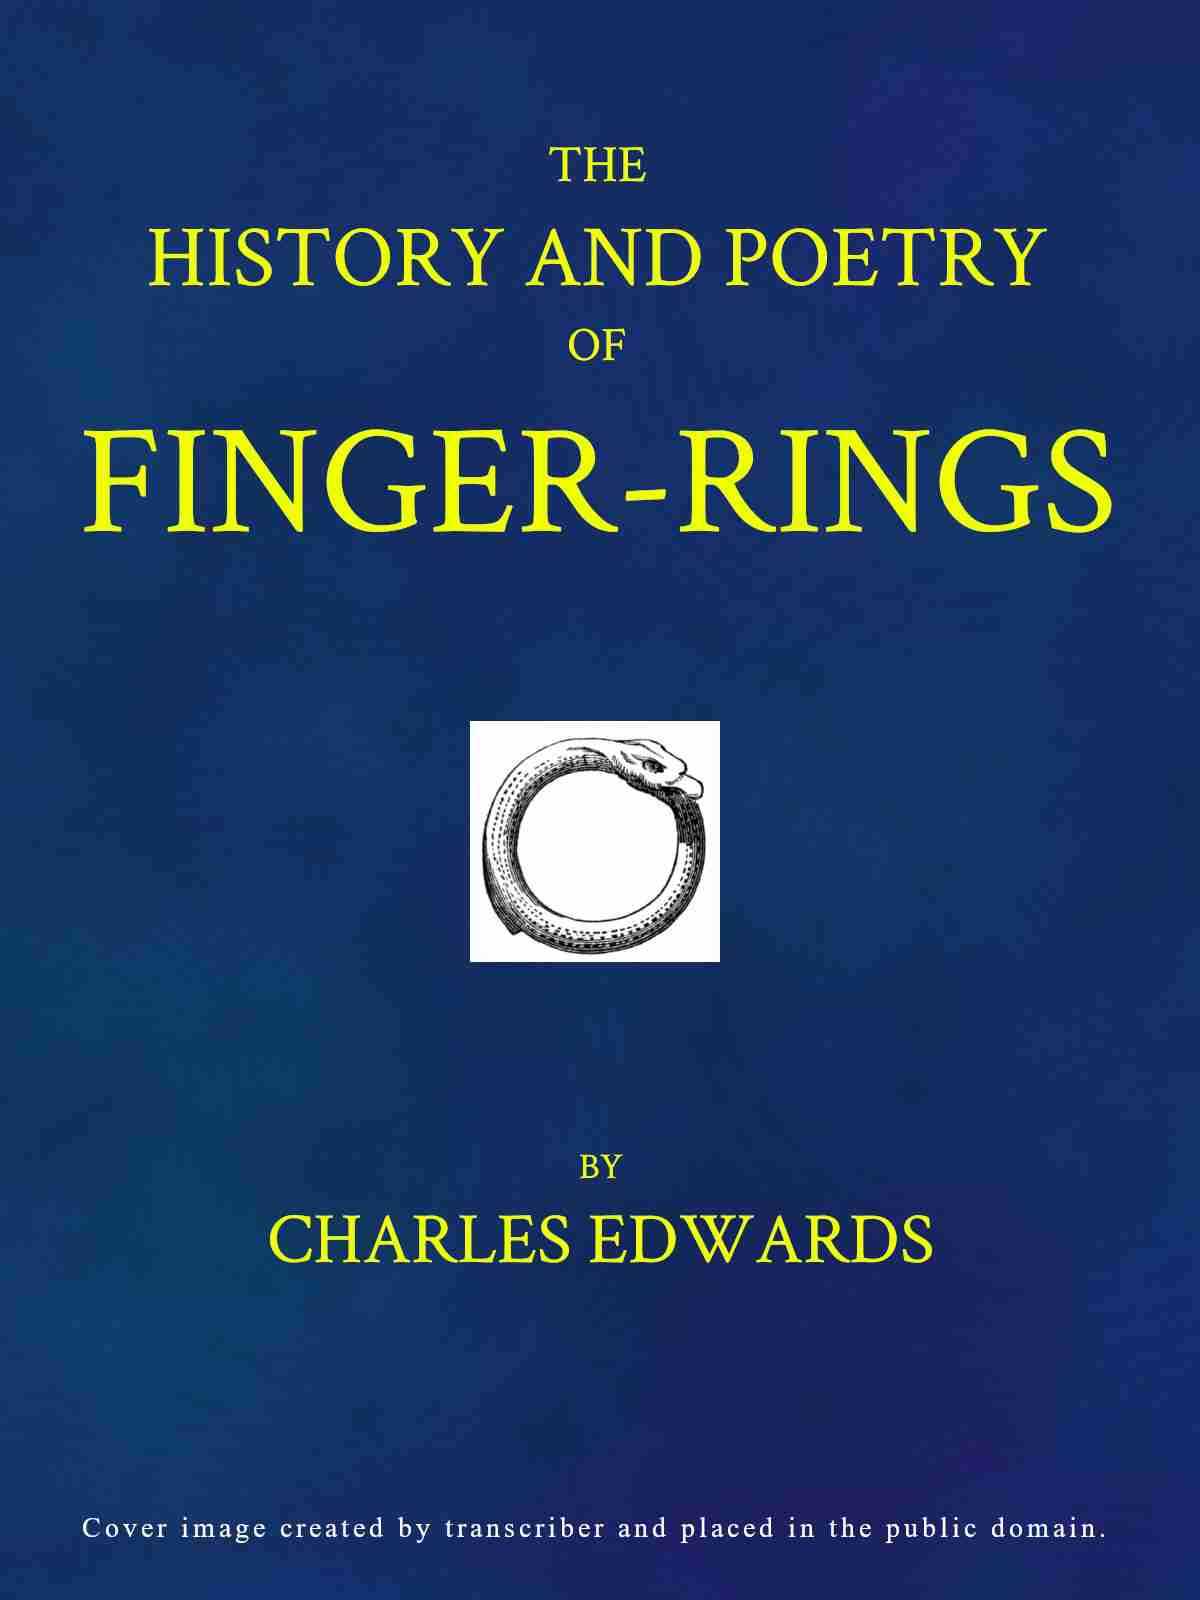 THE
HISTORY AND POETRY
OF
FINGER-RINGS
BY
CHARLES EDWARDS
Cover image created by transcriber and placed in the public domain.